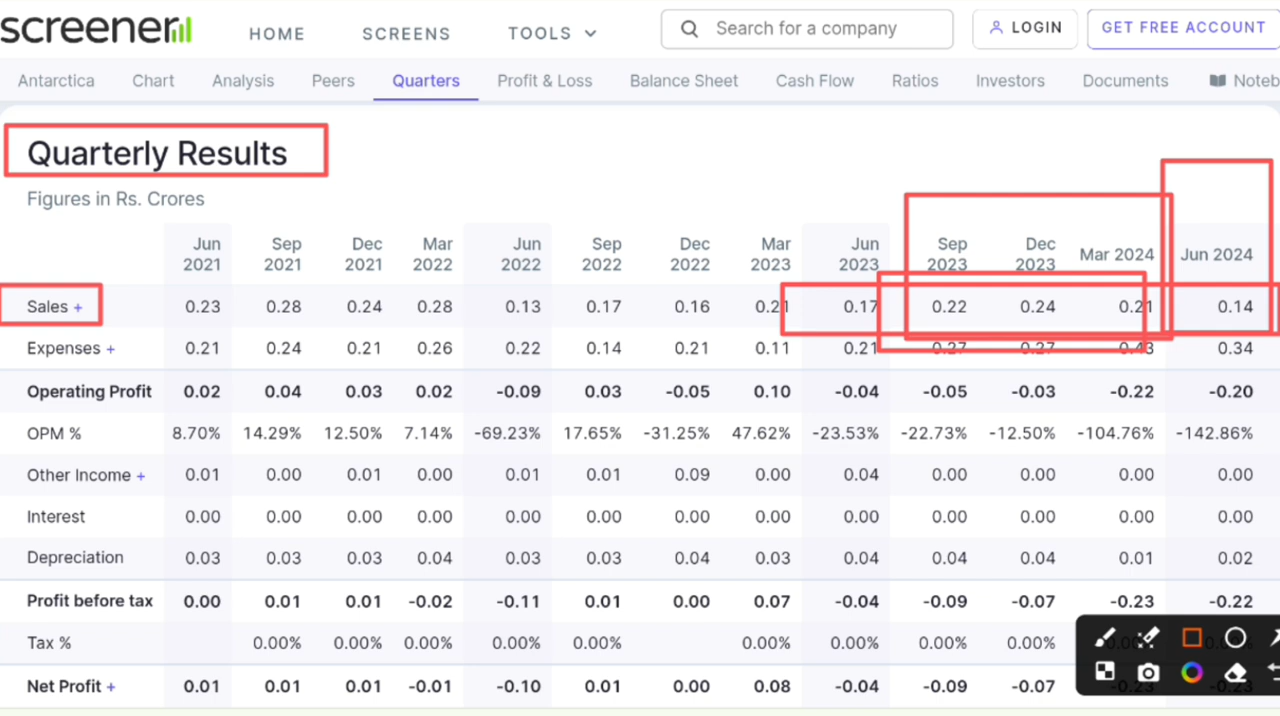 screener
HOME SCREENS TOOLS Search for a company LOGIN GET FREE ACCOUNT
Antarctica Chart Analysis Peers Quarters Profit & Loss Balance Sheet Cash Flow Ratios Investors Documents Noteb
Quarterly Results
Figures in Rs. Crores
Jun 2021 Sep 2021 Dec 2021 Mar 2022 Jun 2022 Sep 2022 Dec 2022 Mar 2023 Jun 2023 Sep 2023 Dec 2023 Mar 2024 Jun 2024
Sales + 0.23 0.28 0.24 0.28 0.13 0.17 0.16 0.21 0.17 0.22 0.24 0.21 0.14
Expenses + 0.21 0.24 0.21 0.26 0.22 0.14 0.21 0.11 0.21 0.27 0.27 0.43 0.34
Operating Profit 0.02 0.04 0.03 0.02 -0.09 0.03 -0.05 0.10 -0.04 -0.05 -0.03 -0.22 -0.20
OPM % 8.70% 14.29% 12.50% 7.14% -69.23% 17.65% -31.25% 47.62% -23.53% -22.73% -12.50% -104.76% -142.86%
Other Income + 0.01 0.00 0.01 0.00 0.01 0.01 0.09 0.00 0.04 0.00 0.00 0.00 0.00
Interest 0.00 0.00 0.00 0.00 0.00 0.00 0.00 0.00 0.00 0.00 0.00 0.00 0.00
Depreciation 0.03 0.03 0.03 0.04 0.03 0.03 0.04 0.03 0.04 0.04 0.04 0.01 0.02
Profit before tax 0.00 0.01 0.01 -0.02 -0.11 0.01 0.00 0.07 -0.04 -0.09 -0.07 -0.23 -0.22
Tax % 0.00% 0.00% 0.00% 0.00% 0.00% 0.00% 0.00% 0.00% 0.00%
Net Profit + 0.01 0.01 0.01 -0.01 -0.10 0.01 0.00 0.08 -0.04 -0.09 -0.07 -0.23 -0.23